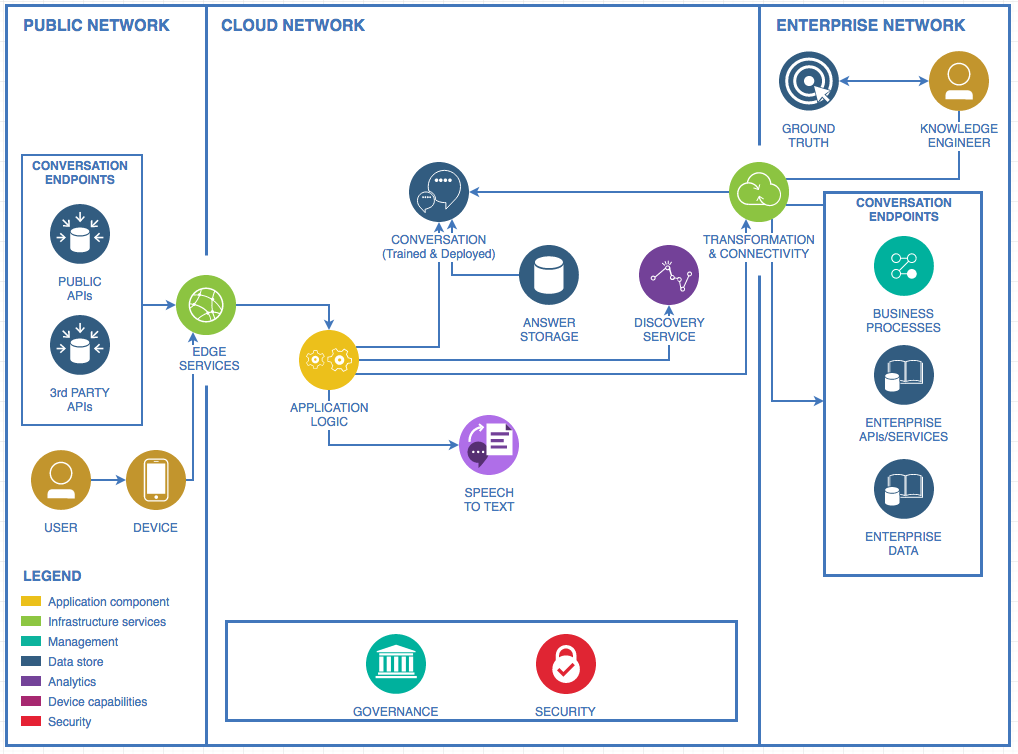 PUBLIC NETWORK
CLOUD NETWORK
ENTERPRISE NETWORK
GROUND
TRUTH
KNOWLEDGE
ENGINEER
CONVERSATION
ENDPOINTS
PUBLIC
APIs
3rd PARTY
APIs
EDGE
SERVICES
USER
DEVICE
CONVERSATION
(Trained & Deployed)
ANSWER
STORAGE
DISCOVERY
SERVICE
TRANSFORMATION
& CONNECTIVITY
APPLICATION
LOGIC
SPEECH
TO TEXT
CONVERSATION
ENDPOINTS
BUSINESS
PROCESSES
ENTERPRISE
APIs/SERVICES
ENTERPRISE
DATA
LEGEND
Application component
Infrastructure services
Management
Data store
Analytics
Device capabilities
Security
GOVERNANCE
SECURITY